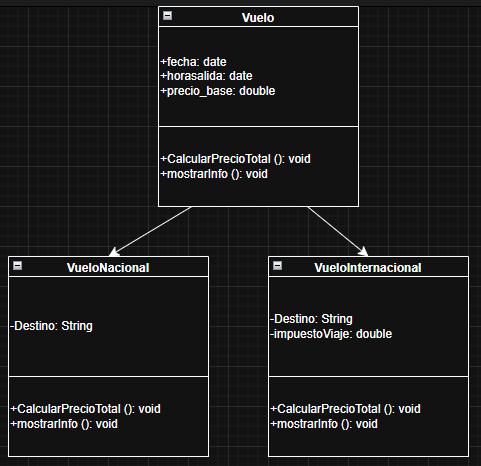 Vuelo
+fecha: date
+horasalida: date
+precio_base: double
+CalcularPrecioTotal (): void
+mostrarInfo (): void
VueloNacional
-Destino: String
+CalcularPrecioTotal (): void
+mostrarInfo (): void
VueloInternacional
-Destino: String
-impuestoViaje: double
+CalcularPrecioTotal (): void
+mostrarInfo (): void